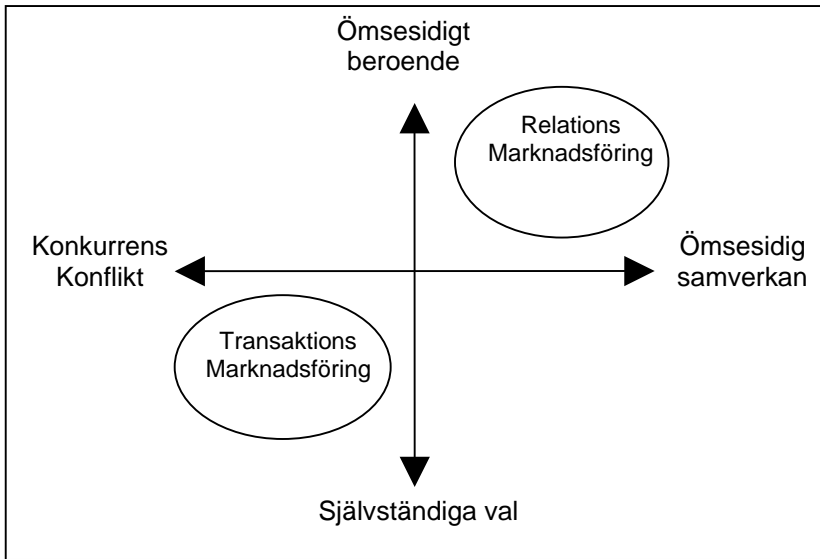 Ömsesidigt
beroende
Relations
Marknadsföring
Konkurrens
Konflikt
Ömsesidig
samverkan
Transaktions
Marknadsföring
Självständiga val